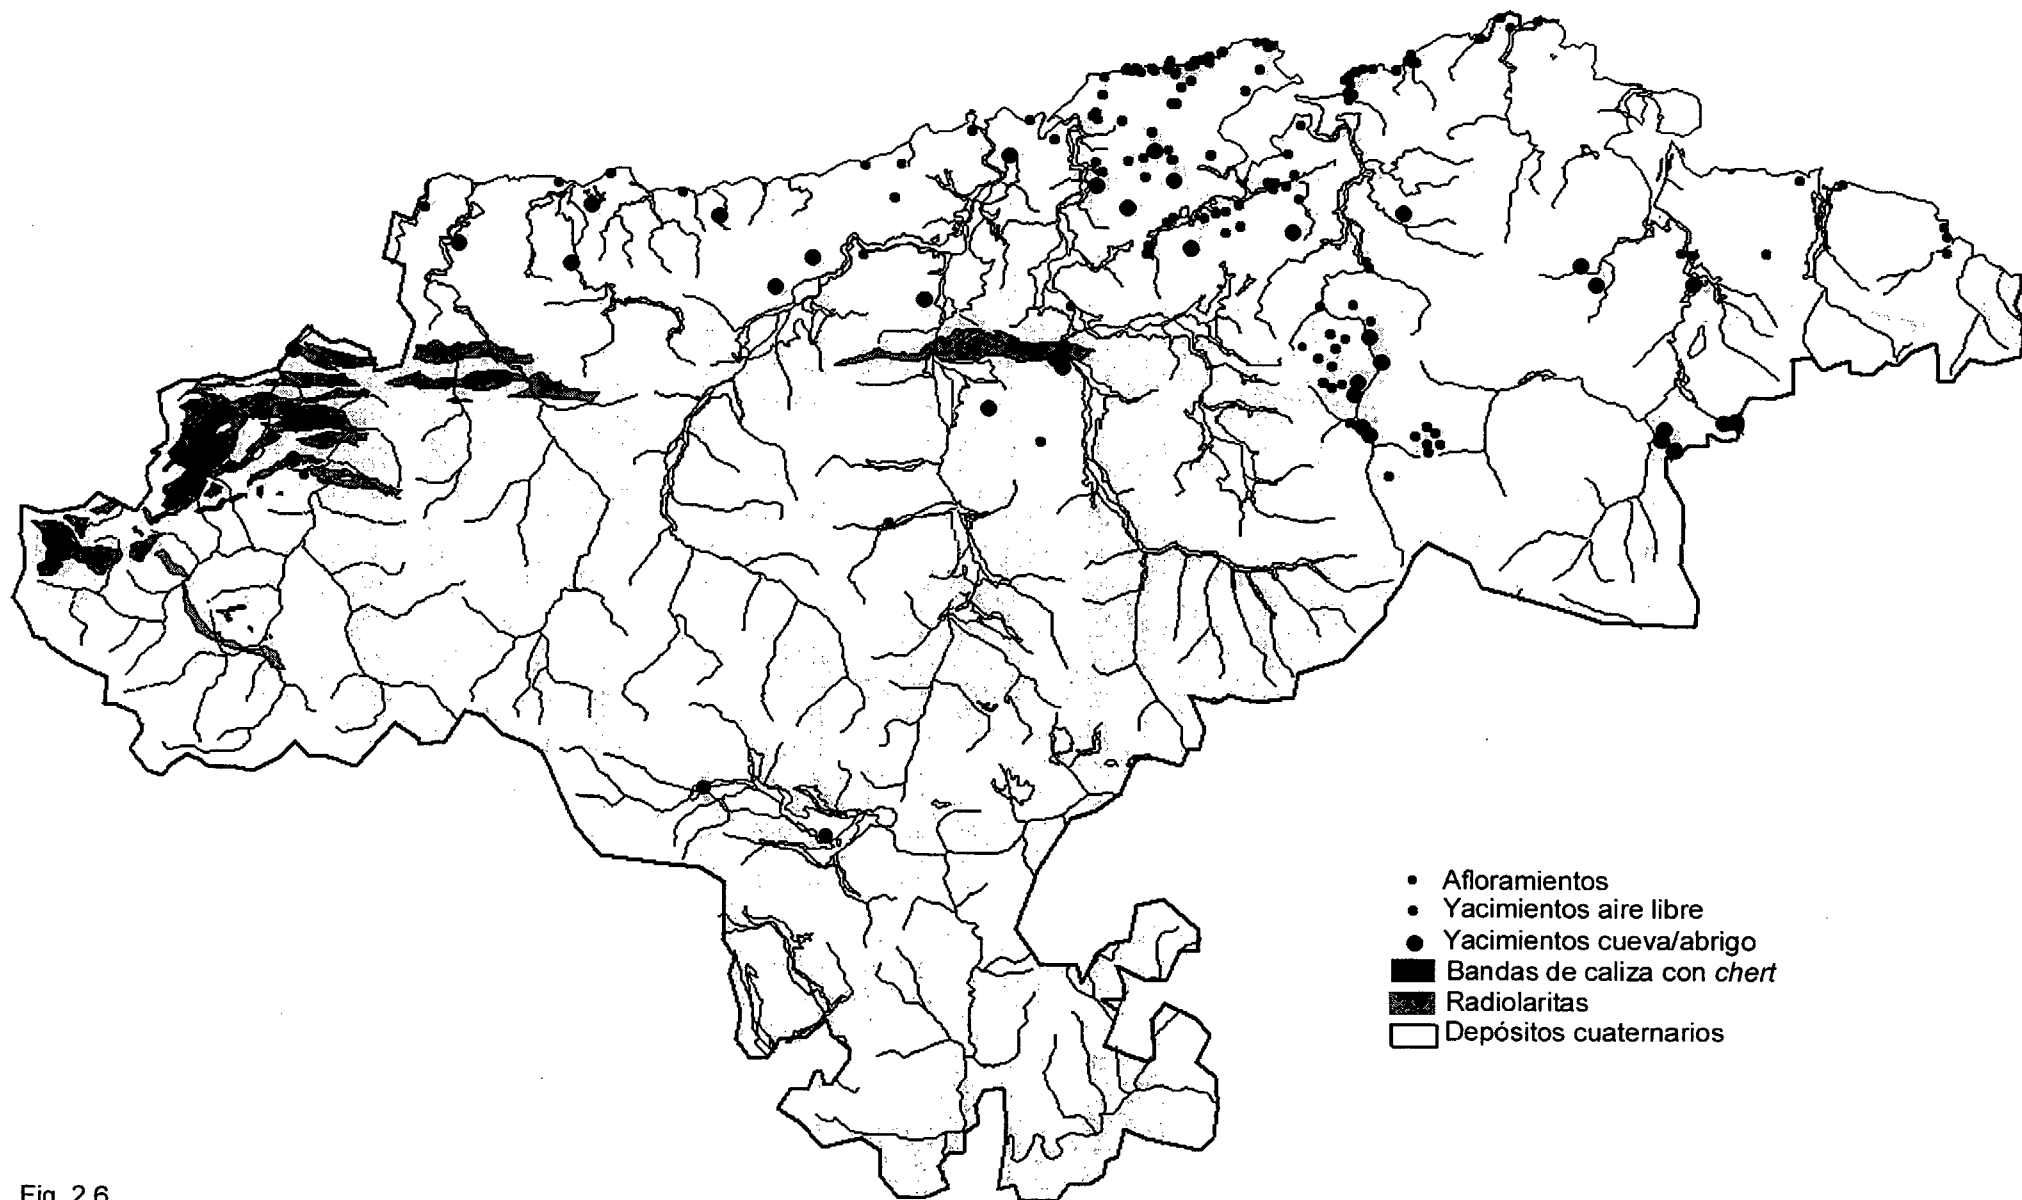 Afloramientos
Yacimientos aire libre
Yacimientos cueva/abrigo
Bandas de caliza con chert
Radiolaritas
Depósitos cuaternarios
Fig. 2.6